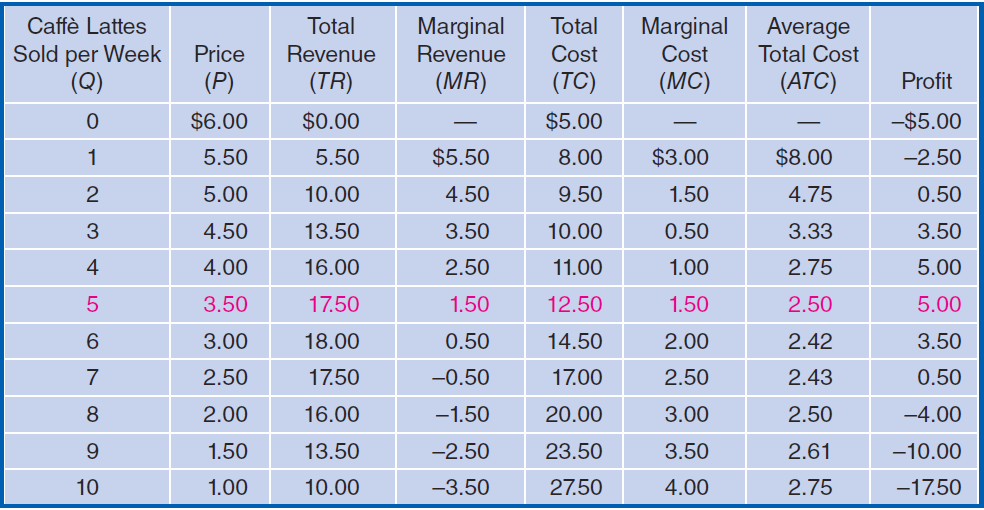 Caffè Lattes Sold per Week (Q) Price (P) Total Revenue (TR) Marginal Revenue (MR) Total Cost (TC) Marginal Cost (MC) Average Total Cost (ATC) Profit
0 $6.00 $0.00 — $5.00 — — –$5.00
1 5.50 5.50 $5.50 8.00 $3.00 $8.00 –2.50
2 5.00 10.00 4.50 9.50 1.50 4.75 0.50
3 4.50 13.50 3.50 10.00 0.50 3.33 3.50
4 4.00 16.00 2.50 11.00 1.00 2.75 5.00
5 3.50 17.50 1.50 12.50 1.50 2.50 5.00
6 3.00 18.00 0.50 14.50 2.00 2.42 3.50
7 2.50 17.50 –0.50 17.00 2.50 2.43 0.50
8 2.00 16.00 –1.50 20.00 3.00 2.50 –4.00
9 1.50 13.50 –2.50 23.50 3.50 2.61 –10.00
10 1.00 10.00 –3.50 27.50 4.00 2.75 –17.50